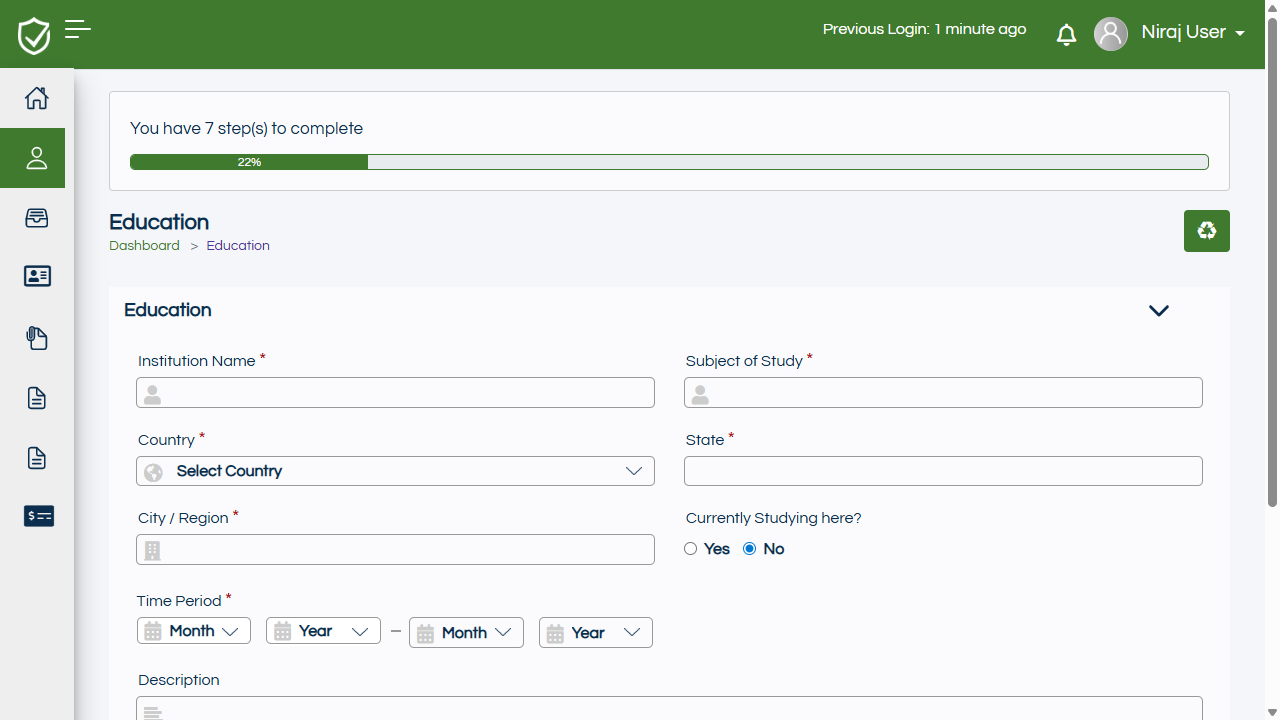 Previous Login: 1 minute ago
Niraj User
You have 7 step(s) to complete
22%
Education
Dashboard > Education
Education
Institution Name *
Subject of Study *
Country *
State *
Select Country
City / Region *
Currently Studying here?
Yes No
Time Period *
Month Year – Month Year
Description